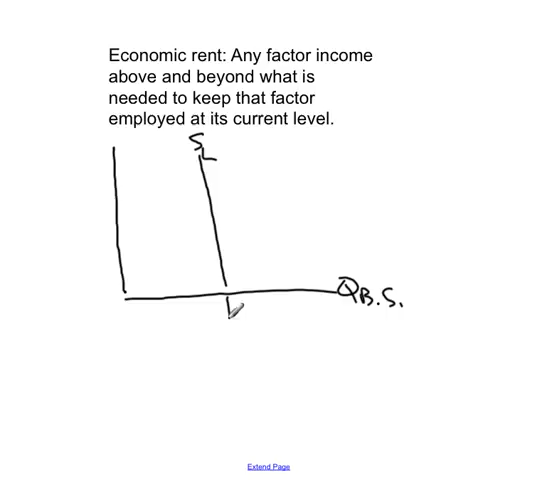 Economic rent: Any factor income
above and beyond what is
needed to keep that factor
employed at its current level.
SL
QB.S.
Extend Page